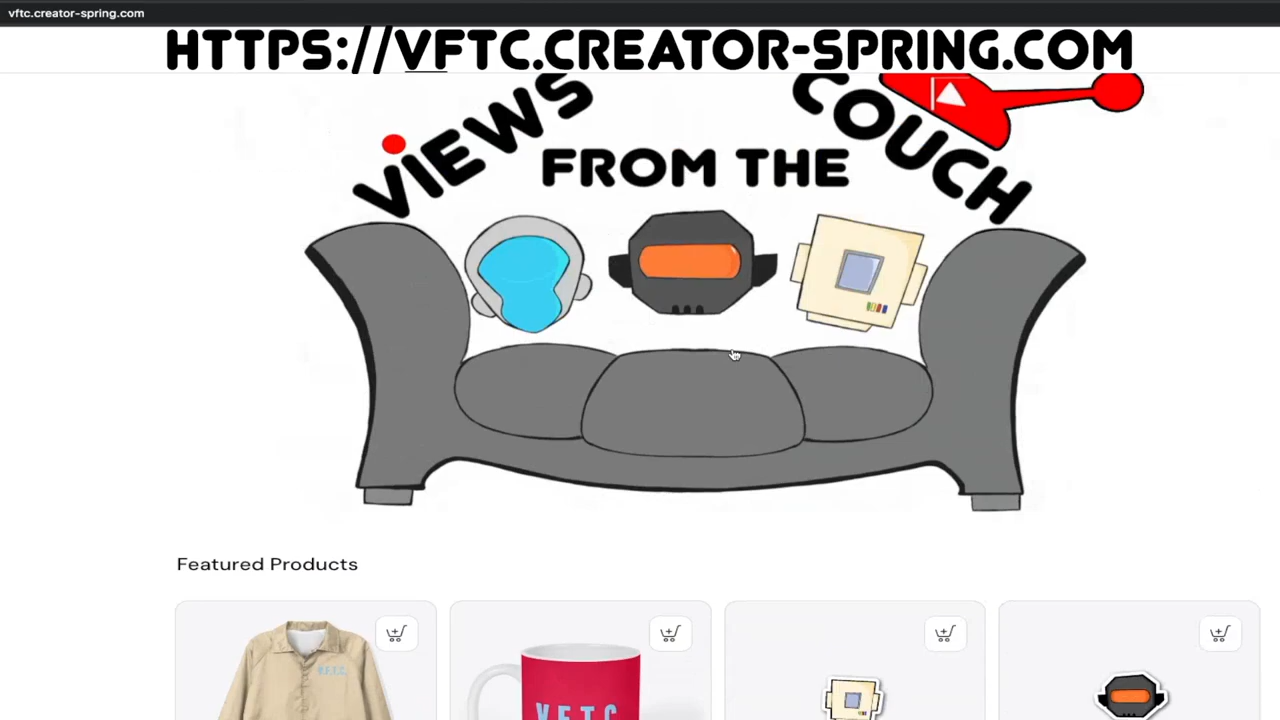 vftc.creator-spring.com
HTTPS://VFTC.CREATOR-SPRING.COM
VIEWS
FROM THE
COUCH
Featured Products
V.F.T.C.
VFTC